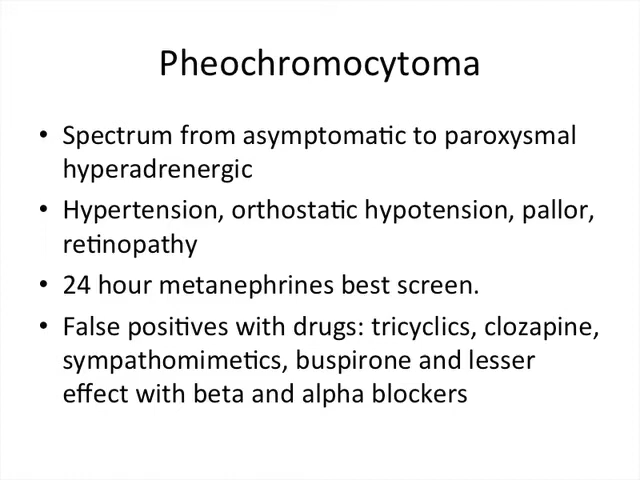 Pheochromocytoma
• Spectrum from asymptomatic to paroxysmal
hyperadrenergic
• Hypertension, orthostatic hypotension, pallor,
retinopathy
• 24 hour metanephrines best screen.
• False positives with drugs: tricyclics, clozapine,
sympathomimetics, buspirone and lesser
effect with beta and alpha blockers